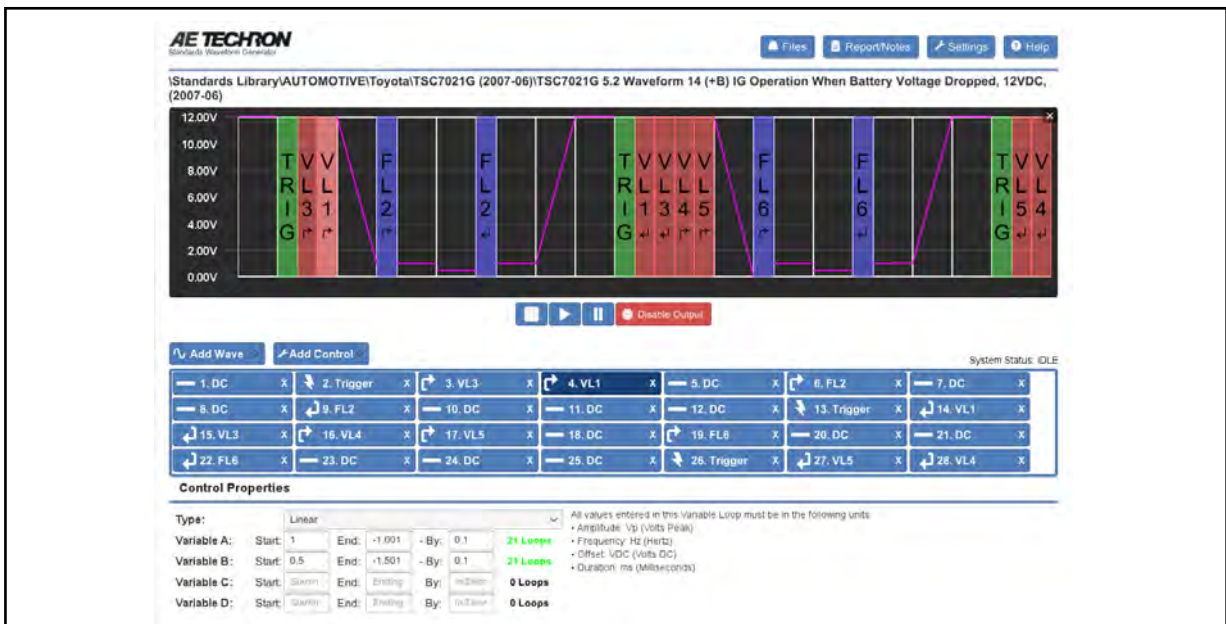 AE TECHRON
Standards Waveform Generator
Files Report/Notes Settings Help
\Standards Library\AUTOMOTIVE\Toyota\TSC7021G (2007-06)\TSC7021G 5.2 Waveform 14 (+B) IG Operation When Battery Voltage Dropped, 12VDC,
(2007-06)
12.00V
10.00V
8.00V
6.00V
4.00V
2.00V
0.00V
TRIG VL3 VL1 FL2 FL2 TRIG VL1 VL3 VL4 VL5 FL6 FL6 TRIG VL5 VL4
Disable Output
Add Wave Add Control
System Status: IDLE
1. DC X 2. Trigger X 3. VL3 X 4. VL1 X 5. DC X 6. FL2 X 7. DC X
8. DC X 9. FL2 X 10. DC X 11. DC X 12. DC X 13. Trigger X 14. VL1 X
15. VL3 X 16. VL4 X 17. VL5 X 18. DC X 19. FL6 X 20. DC X 21. DC X
22. FL6 X 23. DC X 24. DC X 25. DC X 26. Trigger X 27. VL5 X 28. VL4 X
Control Properties
Type: Linear
Variable A: Start: 1 End: -1.001 - By: 0.1 21 Loops
Variable B: Start: 0.5 End: -1.501 - By: 0.1 21 Loops
Variable C: Start: End: Ending By: 0 Loops
Variable D: Start: End: Ending By: 0 Loops
All values entered in this Variable Loop must be in the following units
• Amplitude: Vp (Volts Peak)
• Frequency: Hz (Hertz)
• Offset: VDC (Volts DC)
• Duration: ms (Milliseconds)